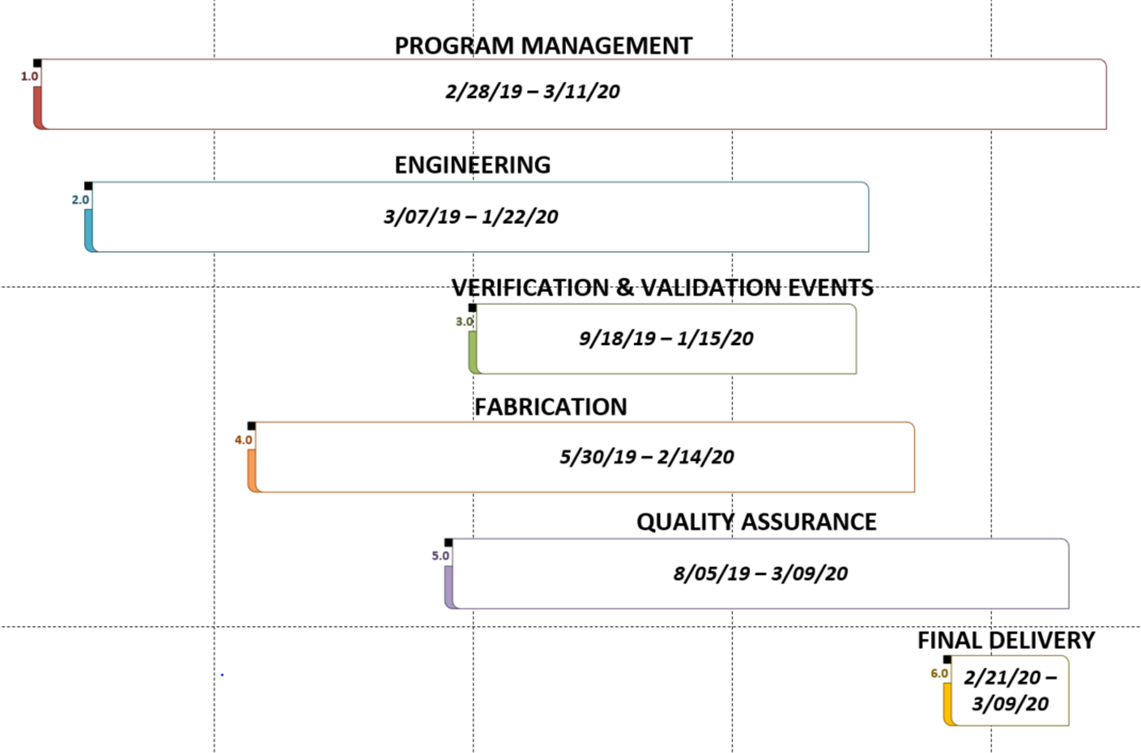 PROGRAM MANAGEMENT
1.0
2/28/19 – 3/11/20
ENGINEERING
2.0
3/07/19 – 1/22/20
VERIFICATION & VALIDATION EVENTS
3.0
9/18/19 – 1/15/20
FABRICATION
4.0
5/30/19 – 2/14/20
QUALITY ASSURANCE
5.0
8/05/19 – 3/09/20
FINAL DELIVERY
6.0
2/21/20 –
3/09/20